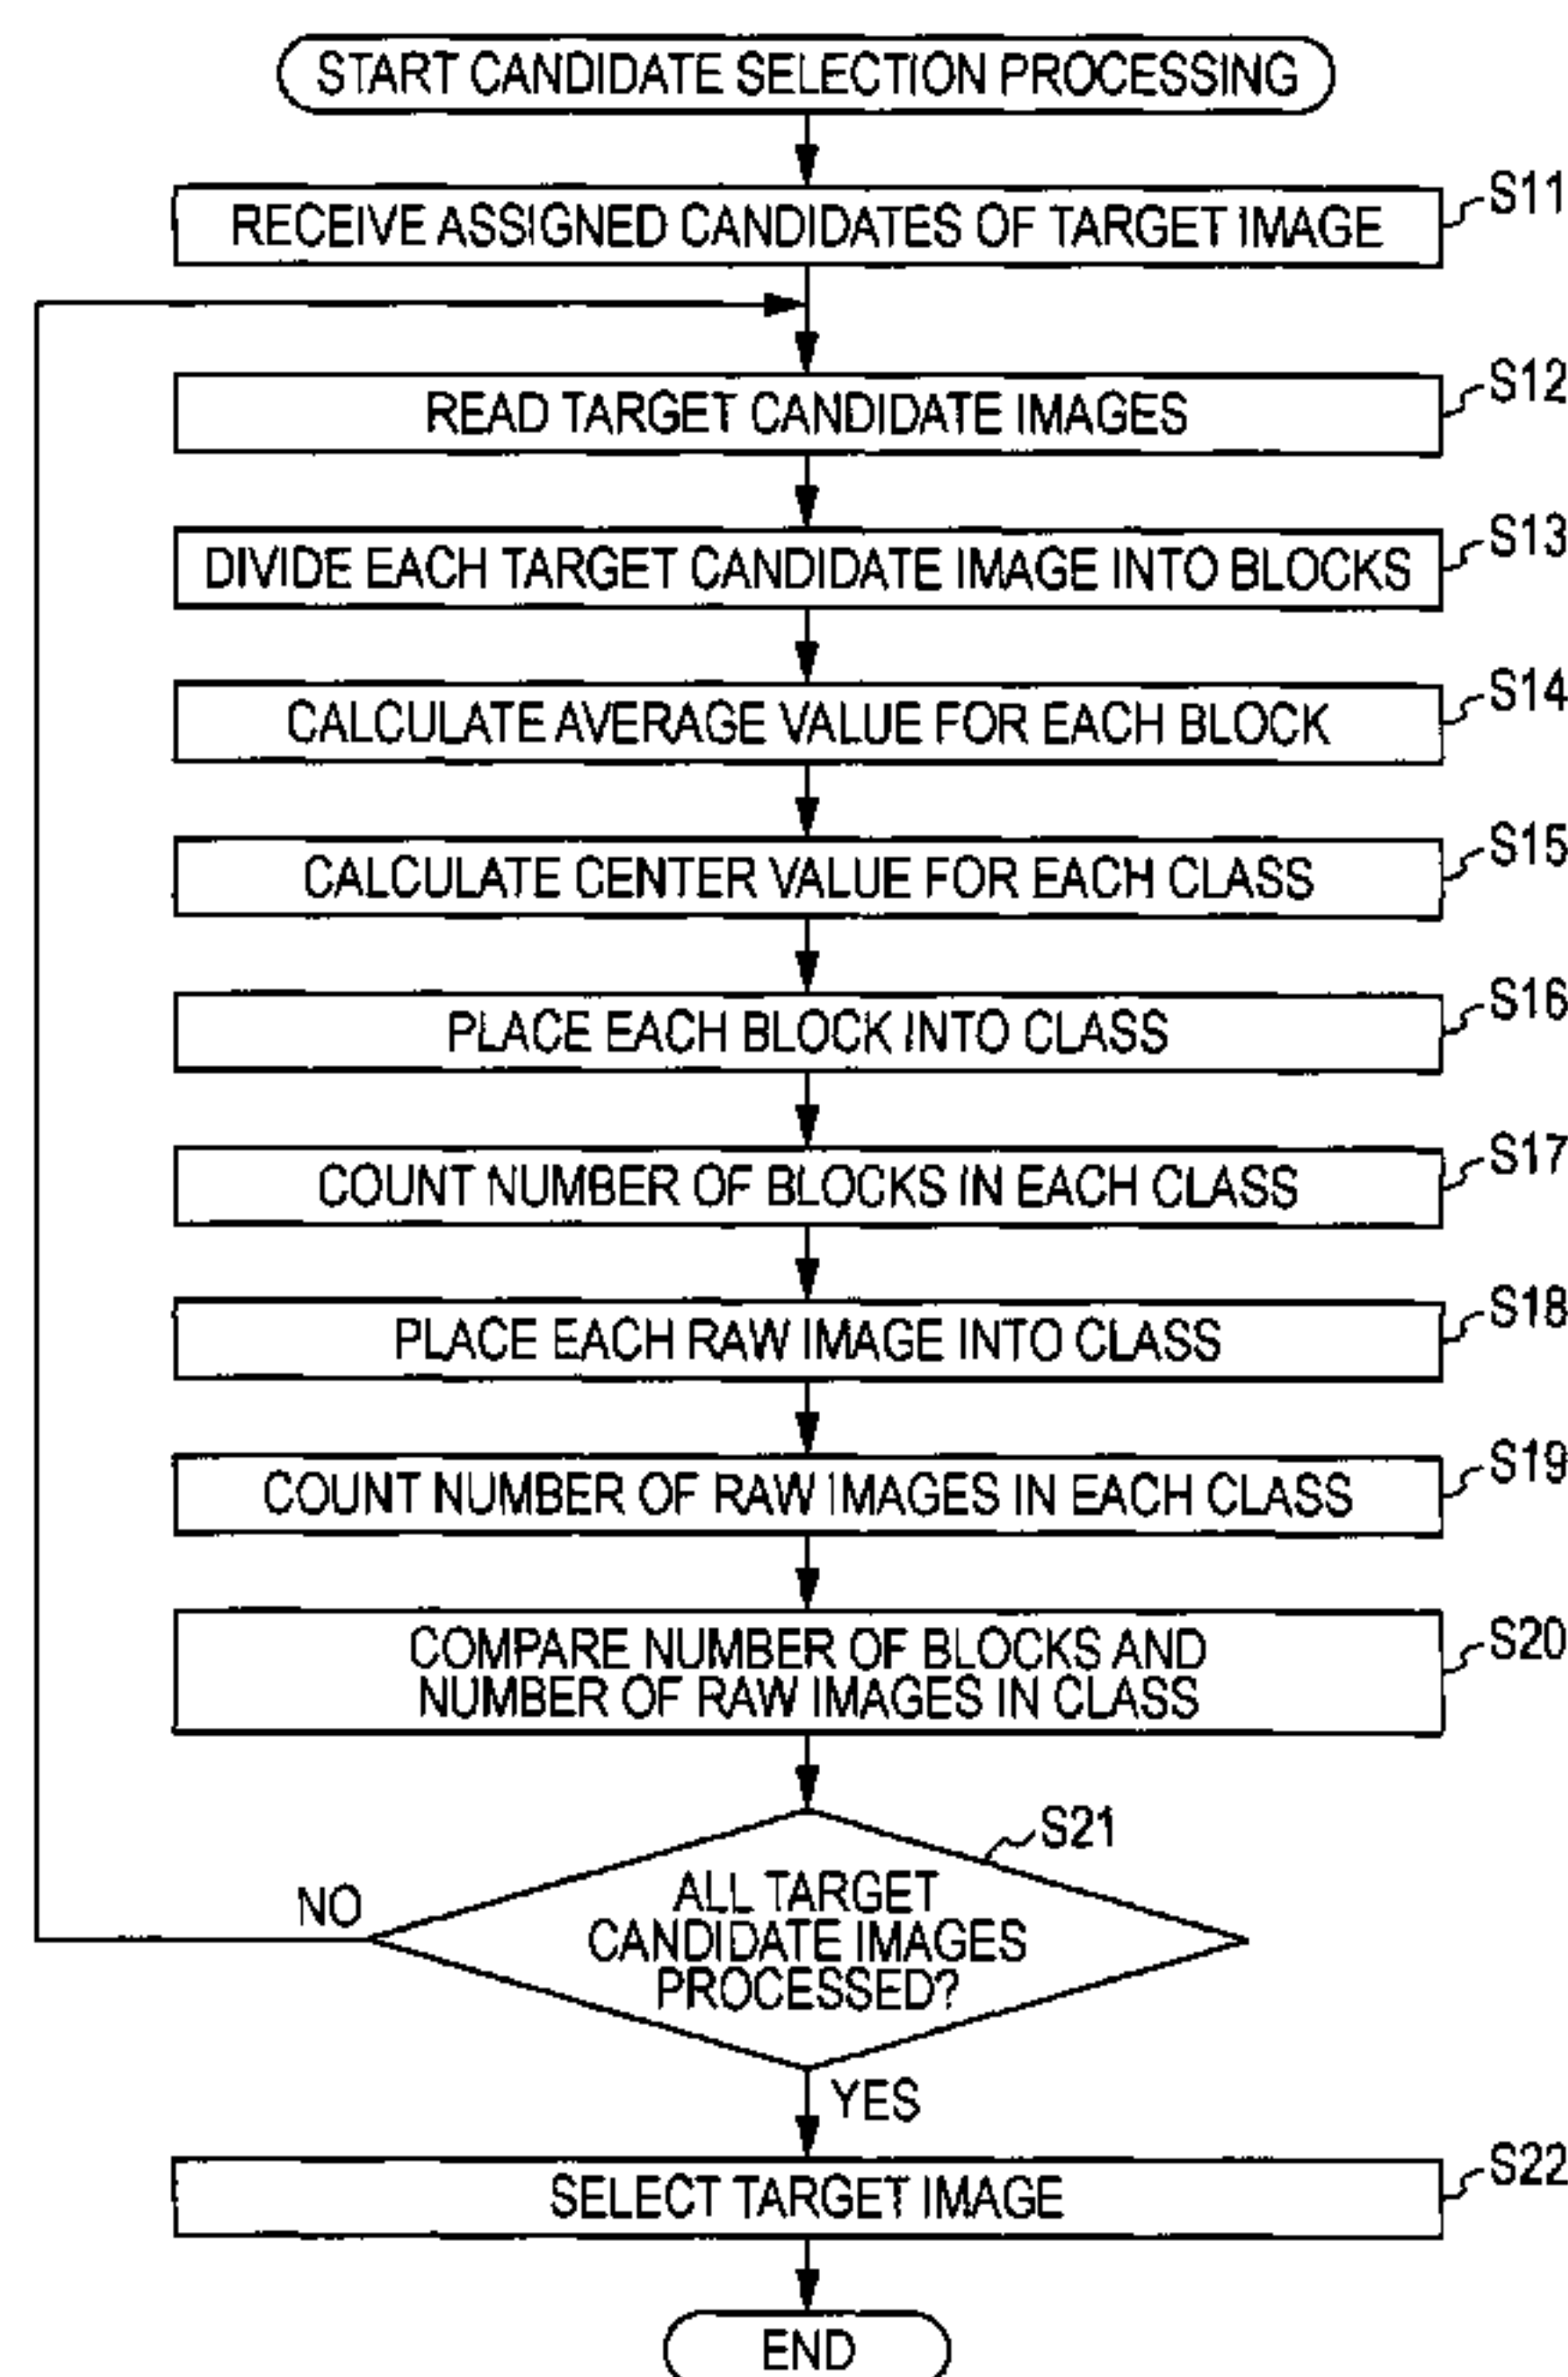 START CANDIDATE SELECTION PROCESSING
RECEIVE ASSIGNED CANDIDATES OF TARGET IMAGE
S11
READ TARGET CANDIDATE IMAGES
S12
DIVIDE EACH TARGET CANDIDATE IMAGE INTO BLOCKS
S13
CALCULATE AVERAGE VALUE FOR EACH BLOCK
S14
CALCULATE CENTER VALUE FOR EACH CLASS
S15
PLACE EACH BLOCK INTO CLASS
S16
COUNT NUMBER OF BLOCKS IN EACH CLASS
S17
PLACE EACH RAW IMAGE INTO CLASS
S18
COUNT NUMBER OF RAW IMAGES IN EACH CLASS
S19
COMPARE NUMBER OF BLOCKS AND
NUMBER OF RAW IMAGES IN CLASS
S20
S21
ALL TARGET
CANDIDATE IMAGES
PROCESSED?
NO
YES
SELECT TARGET IMAGE
S22
END